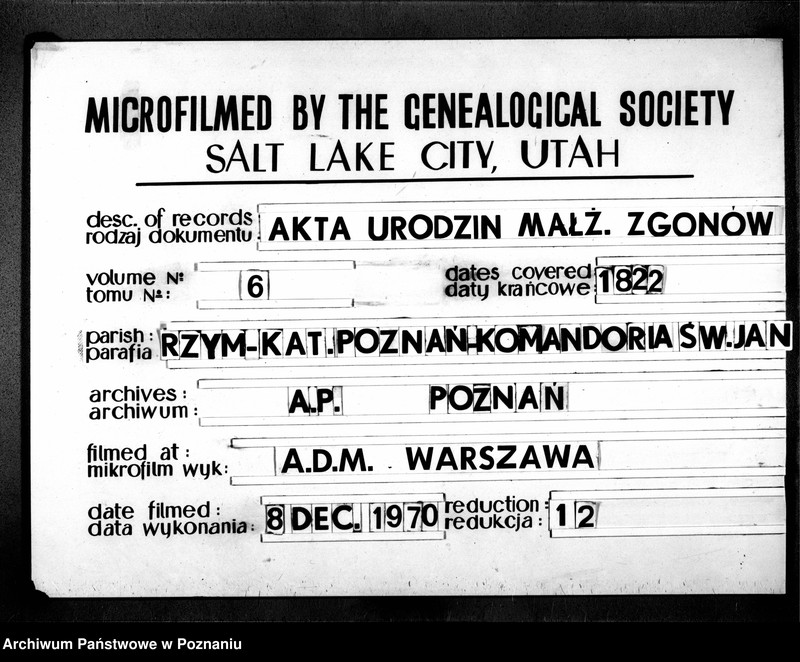 MICROFILMED BY THE GENEALOGICAL SOCIETY
SALT LAKE CITY, UTAH
desc. of records
rodzaj dokumentu: AKTA URODZIN MAŁŻ. ZGONÓW
volume Nº
tomu Nº: 6
dates covered
daty krańcowe: 1822
parish:
parafia RZYM-KAT. POZNAŃ-KOMANDORIA ŚW. JAN
archives:
archiwum: A.P. POZNAŃ
filmed at:
mikrofilm wyk: A.D.M. WARSZAWA
date filmed:
data wykonania: 8 DEC. 1970
reduction:
redukcja: 12
Archiwum Państwowe w Poznaniu